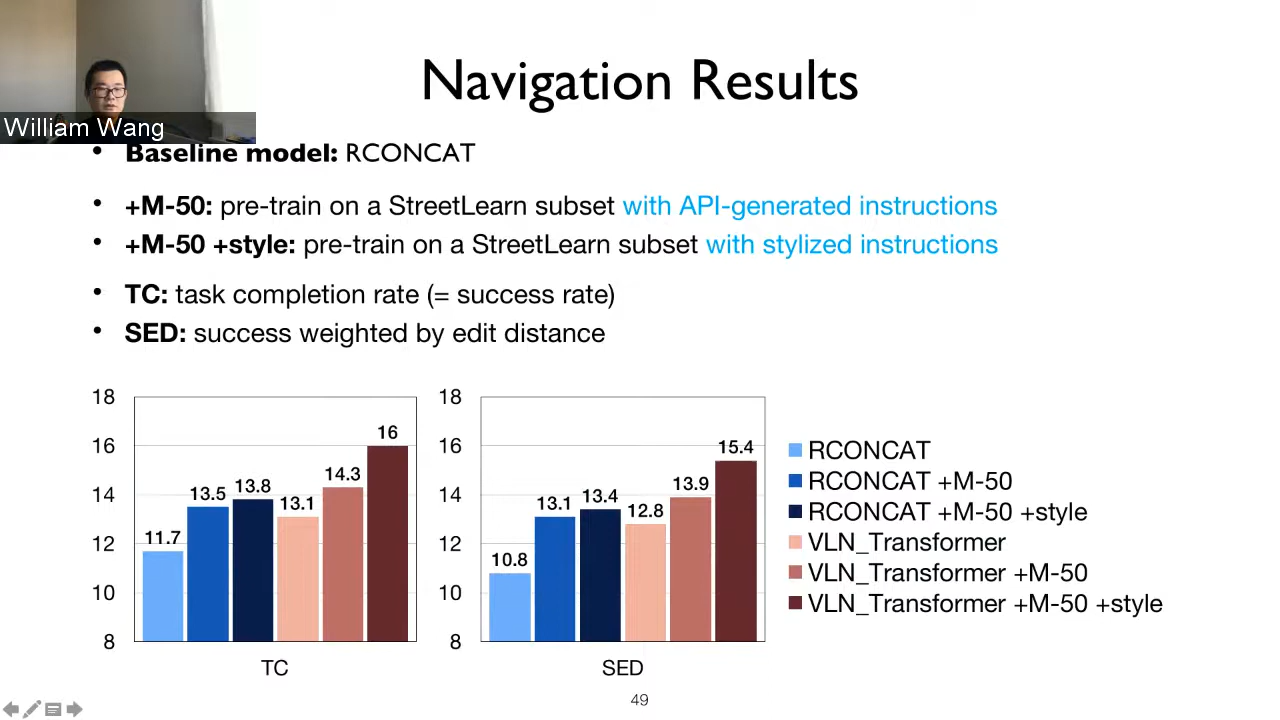 Navigation Results
William Wang
• Baseline model: RCONCAT
• +M-50: pre-train on a StreetLearn subset with API-generated instructions
• +M-50 +style: pre-train on a StreetLearn subset with stylized instructions
• TC: task completion rate (= success rate)
• SED: success weighted by edit distance
18
16
14
12
10
8
11.7
13.5
13.8
13.1
14.3
16
TC
18
16
14
12
10
8
10.8
13.1
13.4
12.8
13.9
15.4
SED
RCONCAT
RCONCAT +M-50
RCONCAT +M-50 +style
VLN_Transformer
VLN_Transformer +M-50
VLN_Transformer +M-50 +style
49